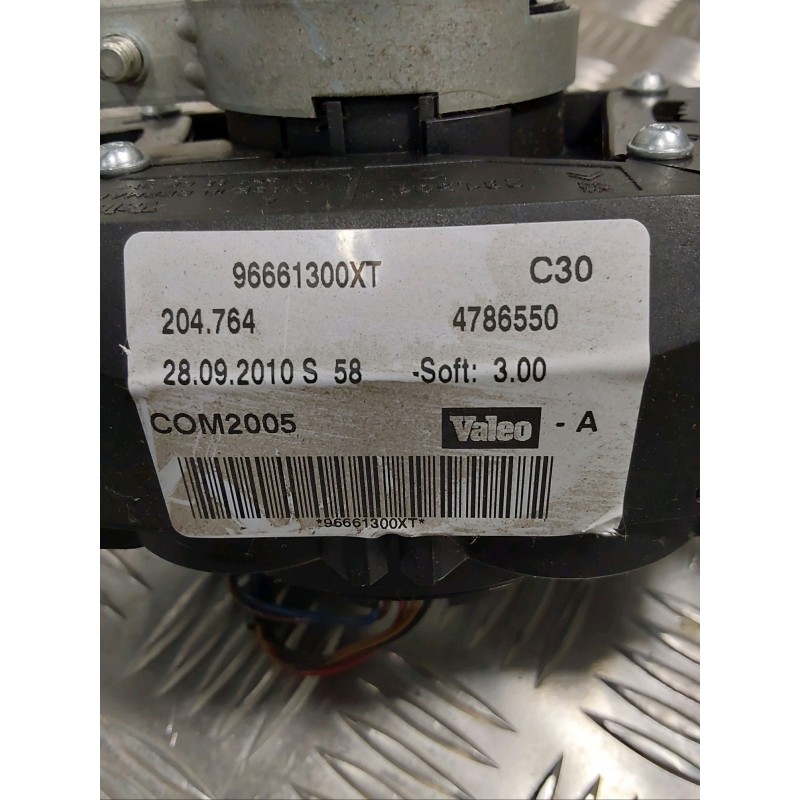 96661300XT C30
204.764 4786550
28.09.2010 S 58 -Soft: 3.00
COM2005 Valeo - A
*96661300XT*